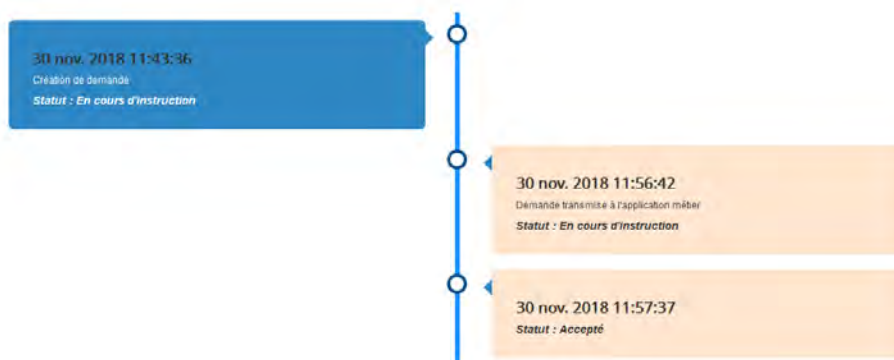 30 nov. 2018 11:43:36
Création de demande
Statut : En cours d'instruction
30 nov. 2018 11:56:42
Demande transmise à l'application métier
Statut : En cours d'instruction
30 nov. 2018 11:57:37
Statut : Accepté